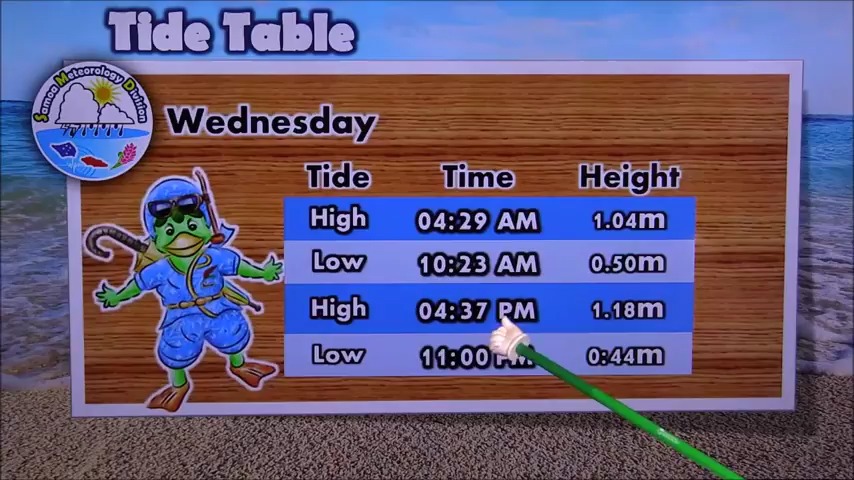 Tide Table
Samoa Meteorology Division
Wednesday
Tide Time Height
High 04:29 AM 1.04m
Low 10:23 AM 0.50m
High 04:37 PM 1.18m
Low 11:00 PM 0:44m